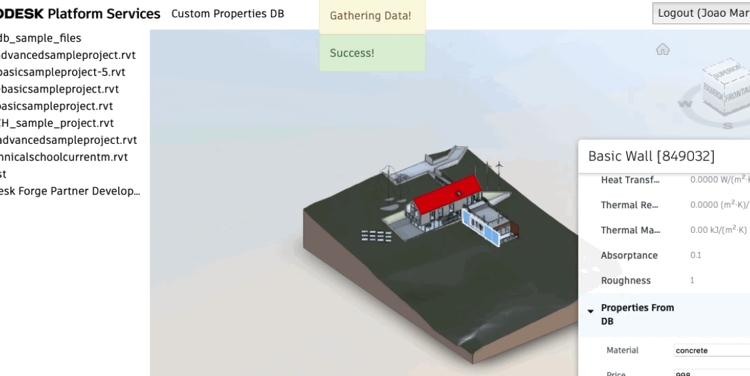 ODESK Platform Services Custom Properties DB
Gathering Data!
Logout (Joao Mar
Success!
db_sample_files
advancedsampleproject.rvt
basicsampleproject-5.rvt
basicsampleproject.rvt
basicsampleproject.rvt
CH_sample_project.rvt
advancedsampleproject.rvt
hnicalschoolcurrentm.rvt
st
esk Forge Partner Develop...
W
S
Basic Wall [849032]
Heat Transf... 0.0000 W/(m²·K
Thermal Re... 0.0000 (m²·K)/
Thermal Ma... 0.00 kJ/(m²·K)
Absorptance 0.1
Roughness 1
Properties From
DB
Material concrete
Price 998